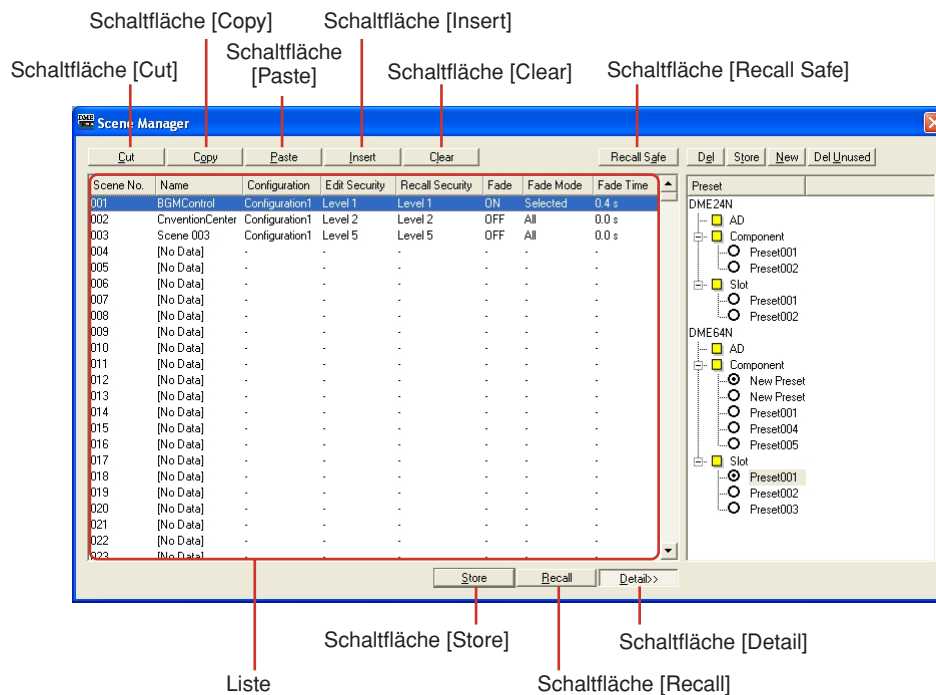 Schaltfläche [Copy]
Schaltfläche [Insert]
Schaltfläche [Cut]
Schaltfläche
[Paste]
Schaltfläche [Clear]
Schaltfläche [Recall Safe]
DME Scene Manager
Cut Copy Paste Insert Clear Recall Safe Del Store New Del Unused
Scene No. Name Configuration Edit Security Recall Security Fade Fade Mode Fade Time
001 BGMControl Configuration1 Level 1 Level 1 ON Selected 0.4 s
002 CnventionCenter Configuration1 Level 2 Level 2 OFF All 0.0 s
003 Scene 003 Configuration1 Level 5 Level 5 OFF All 0.0 s
004 [No Data] - - - - - -
005 [No Data] - - - - - -
006 [No Data] - - - - - -
007 [No Data] - - - - - -
008 [No Data] - - - - - -
009 [No Data] - - - - - -
010 [No Data] - - - - - -
011 [No Data] - - - - - -
012 [No Data] - - - - - -
013 [No Data] - - - - - -
014 [No Data] - - - - - -
015 [No Data] - - - - - -
016 [No Data] - - - - - -
017 [No Data] - - - - - -
018 [No Data] - - - - - -
019 [No Data] - - - - - -
020 [No Data] - - - - - -
021 [No Data] - - - - - -
022 [No Data] - - - - - -
023 [No Data] - - - - - -
Preset
DME24N
AD
Component
Preset001
Preset002
Slot
Preset001
Preset002
DME64N
AD
Component
New Preset
New Preset
Preset001
Preset004
Preset005
Slot
Preset001
Preset002
Preset003
Store Recall Detail>>
Schaltfläche [Store]
Schaltfläche [Detail]
Liste
Schaltfläche [Recall]